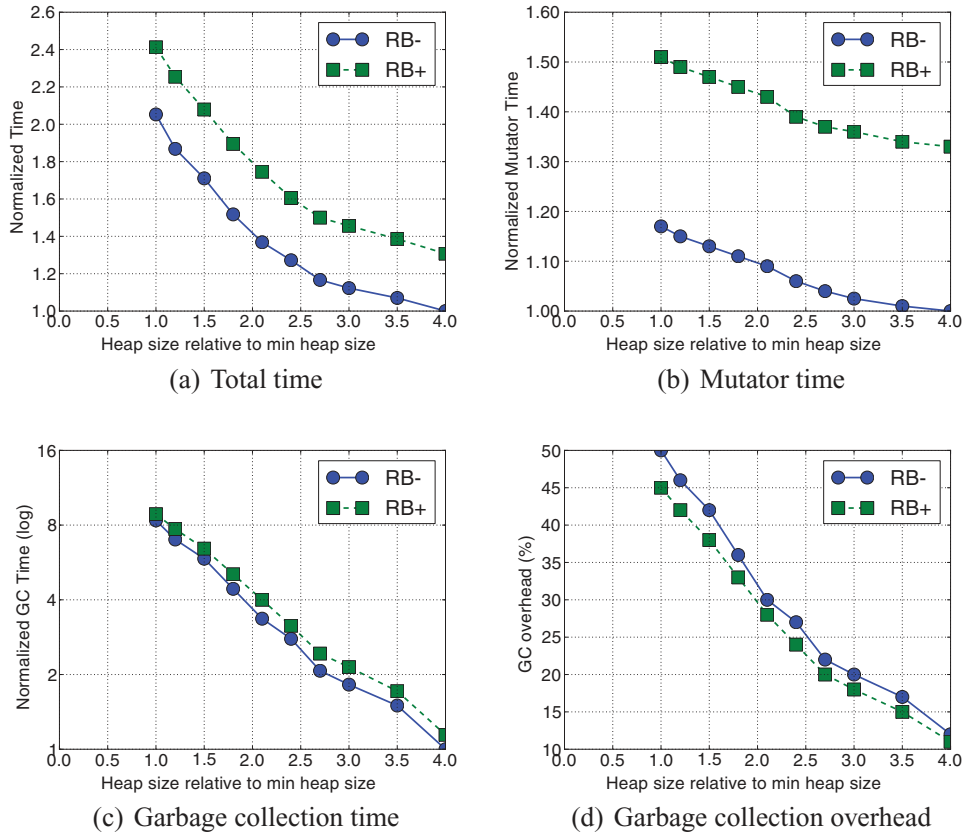 2.6
2.4
2.2
2.0
1.8
1.6
1.4
1.2
1.0
Normalized Time
RB-
RB+
0.0 0.5 1.0 1.5 2.0 2.5 3.0 3.5 4.0
Heap size relative to min heap size
(a) Total time
1.60
1.50
1.40
1.30
1.20
1.10
1.00
Normalized Mutator Time
RB-
RB+
0.0 0.5 1.0 1.5 2.0 2.5 3.0 3.5 4.0
Heap size relative to min heap size
(b) Mutator time
16
8
4
2
1
Normalized GC Time (log)
RB-
RB+
0.0 0.5 1.0 1.5 2.0 2.5 3.0 3.5 4.0
Heap size relative to min heap size
(c) Garbage collection time
50
45
40
35
30
25
20
15
10
GC overhead (%)
RB-
RB+
0.0 0.5 1.0 1.5 2.0 2.5 3.0 3.5 4.0
Heap size relative to min heap size
(d) Garbage collection overhead